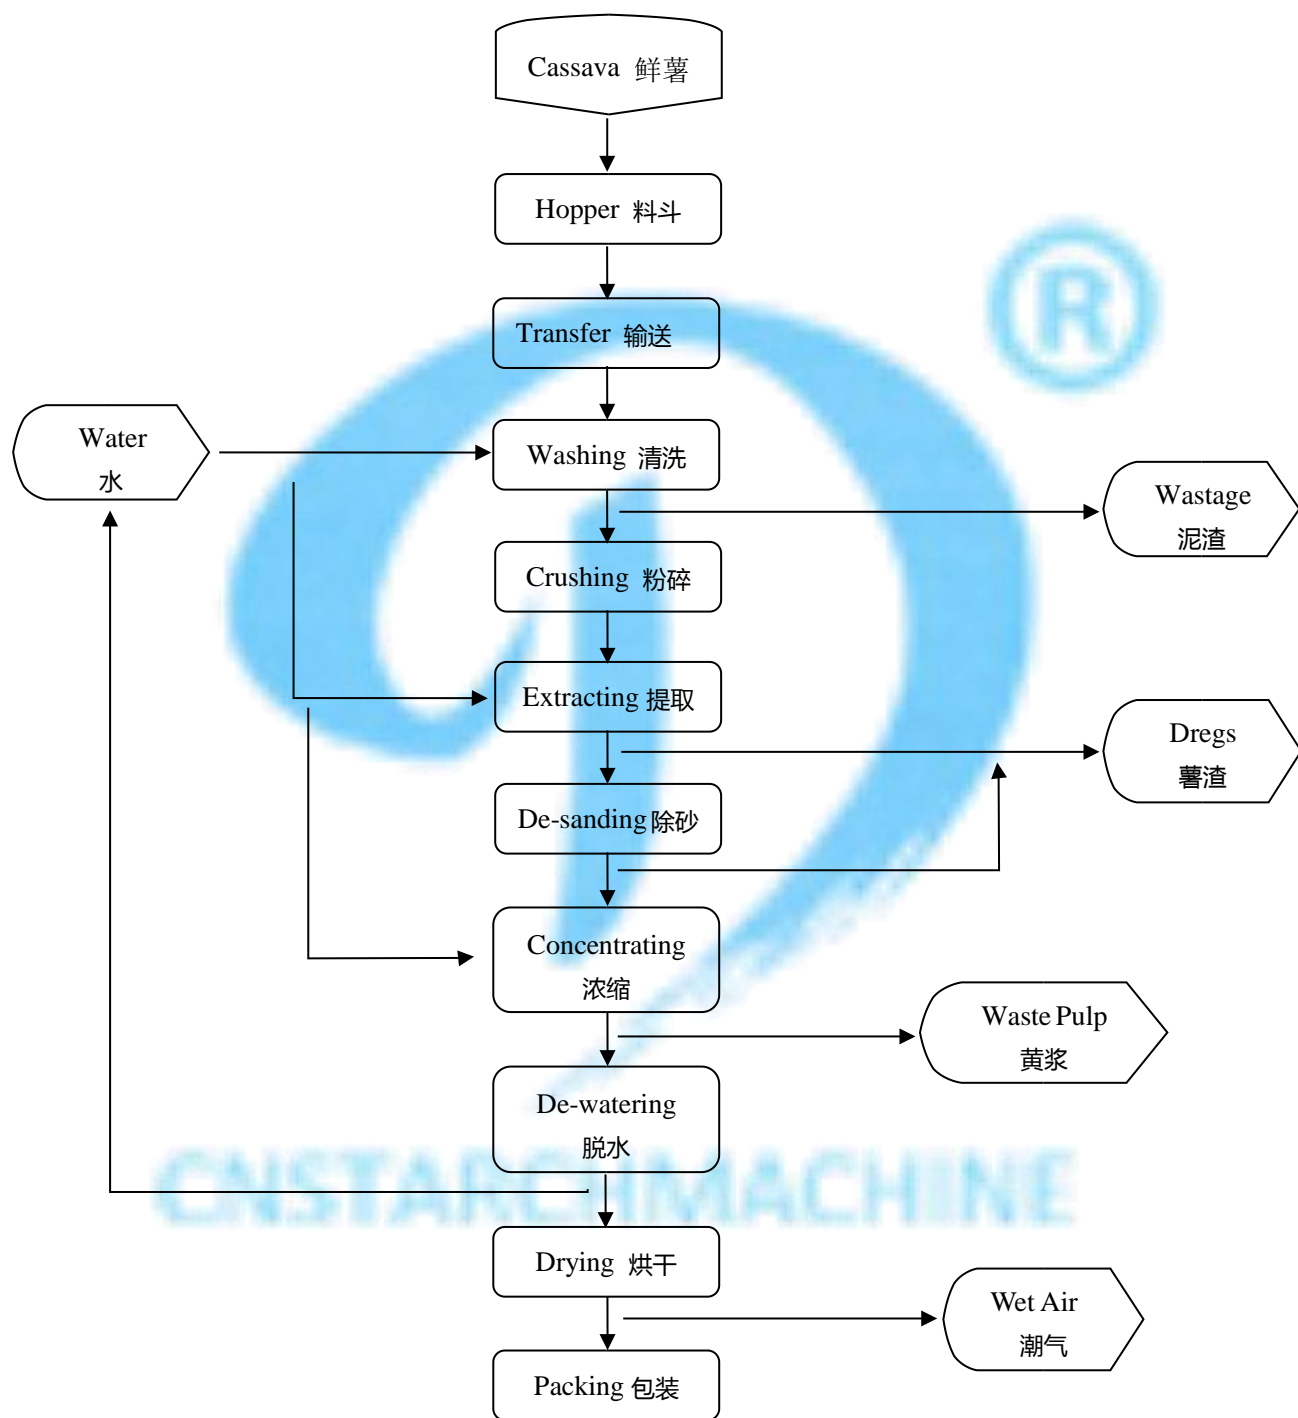 Cassava 鲜薯
Hopper 料斗
®
Transfer 输送
Water
水
Washing 清洗
Wastage
泥渣
Crushing 粉碎
Extracting 提取
Dregs
薯渣
De-sanding 除砂
Concentrating
浓缩
Waste Pulp
黄浆
De-watering
脱水
CNSTARCHMACHINE
Drying 烘干
Wet Air
潮气
Packing 包装